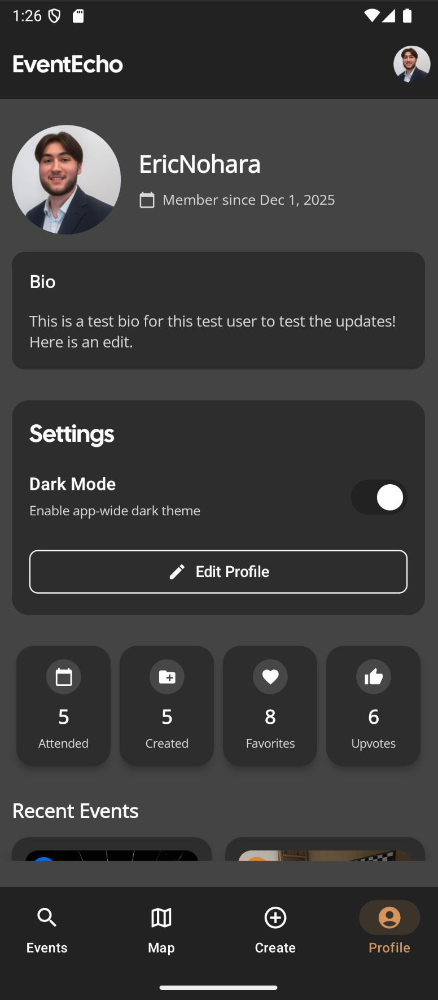 1:26
EventEcho
EricNohara
Member since Dec 1, 2025
Bio
This is a test bio for this test user to test the updates!
Here is an edit.
Settings
Dark Mode
Enable app-wide dark theme
Edit Profile
5
Attended
5
Created
8
Favorites
6
Upvotes
Recent Events
Events
Map
Create
Profile